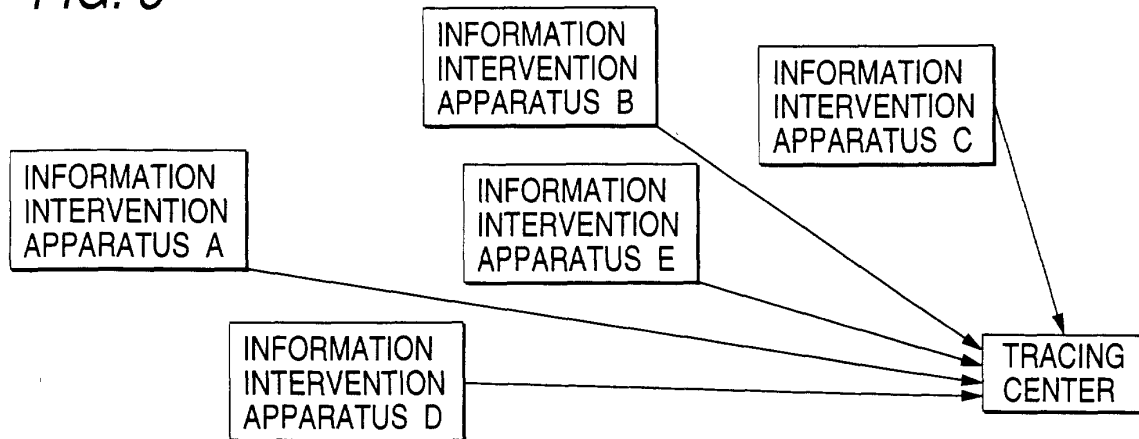 INFORMATION
INTERVENTION
APPARATUS B
INFORMATION
INTERVENTION
APPARATUS C
INFORMATION
INTERVENTION
APPARATUS A
INFORMATION
INTERVENTION
APPARATUS E
INFORMATION
INTERVENTION
APPARATUS D
TRACING
CENTER